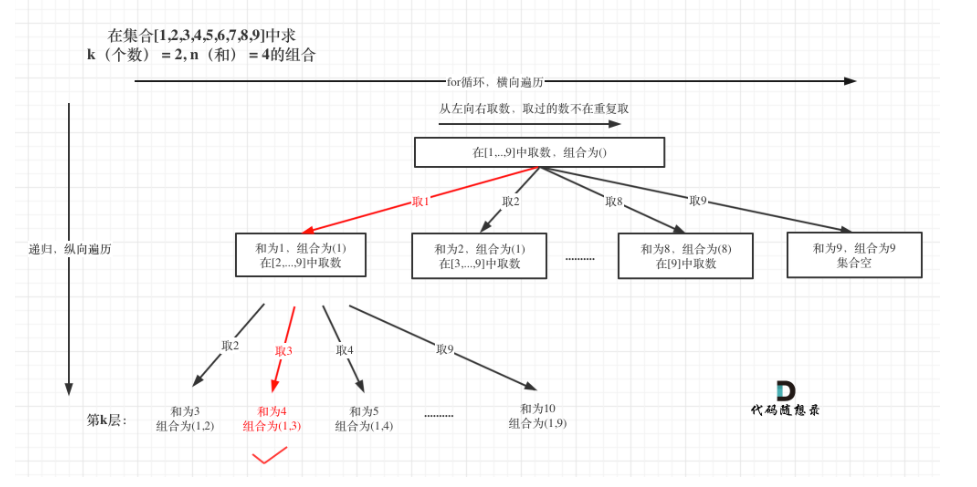 在集合[1,2,3,4,5,6,7,8,9]中求
k（个数）= 2, n（和）= 4的组合
for循环，横向遍历
从左向右取数，取过的数不在重复取
在[1,..,9]中取数，组合为()
取1
取2
取8
取9
递归，纵向遍历
和为1，组合为(1)
在[2,...,9]中取数
和为2，组合为(1)
在[3,...,9]中取数
..........
和为8，组合为(8)
在[9]中取数
和为9，组合为9
集合空
取2
取3
取4
取9
第k层：
和为3
组合为(1,2)
和为4
组合为(1,3)
和为5
组合为(1,4)
..........
和为10
组合为(1,9)
代码随想录